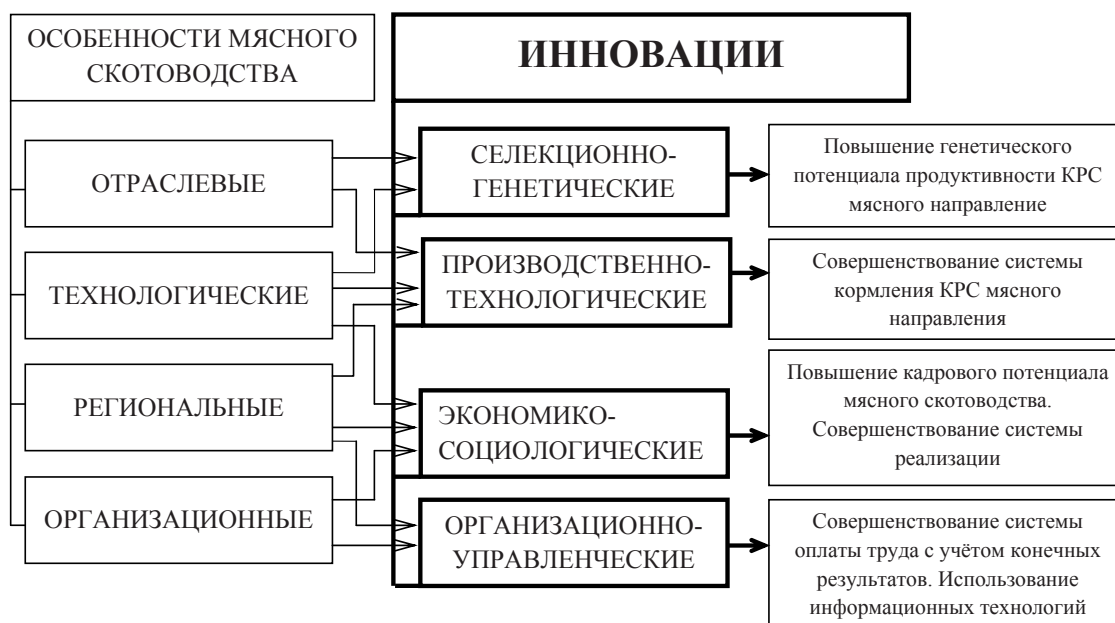 ОСОБЕННОСТИ МЯСНОГО
СКОТОВОДСТВА
ИННОВАЦИИ
ОТРАСЛЕВЫЕ
ТЕХНОЛОГИЧЕСКИЕ
РЕГИОНАЛЬНЫЕ
ОРГАНИЗАЦИОННЫЕ
СЕЛЕКЦИОННО-
ГЕНЕТИЧЕСКИЕ
ПРОИЗВОДСТВЕННО-
ТЕХНОЛОГИЧЕСКИЕ
ЭКОНОМИКО-
СОЦИОЛОГИЧЕСКИЕ
ОРГАНИЗАЦИОННО-
УПРАВЛЕНЧЕСКИЕ
Повышение генетического
потенциала продуктивности КРС
мясного направление
Совершенствование системы
кормления КРС мясного
направления
Повышение кадрового потенциала
мясного скотоводства.
Совершенствование системы
реализации
Совершенствование системы
оплаты труда с учётом конечных
результатов. Использование
информационных технологий